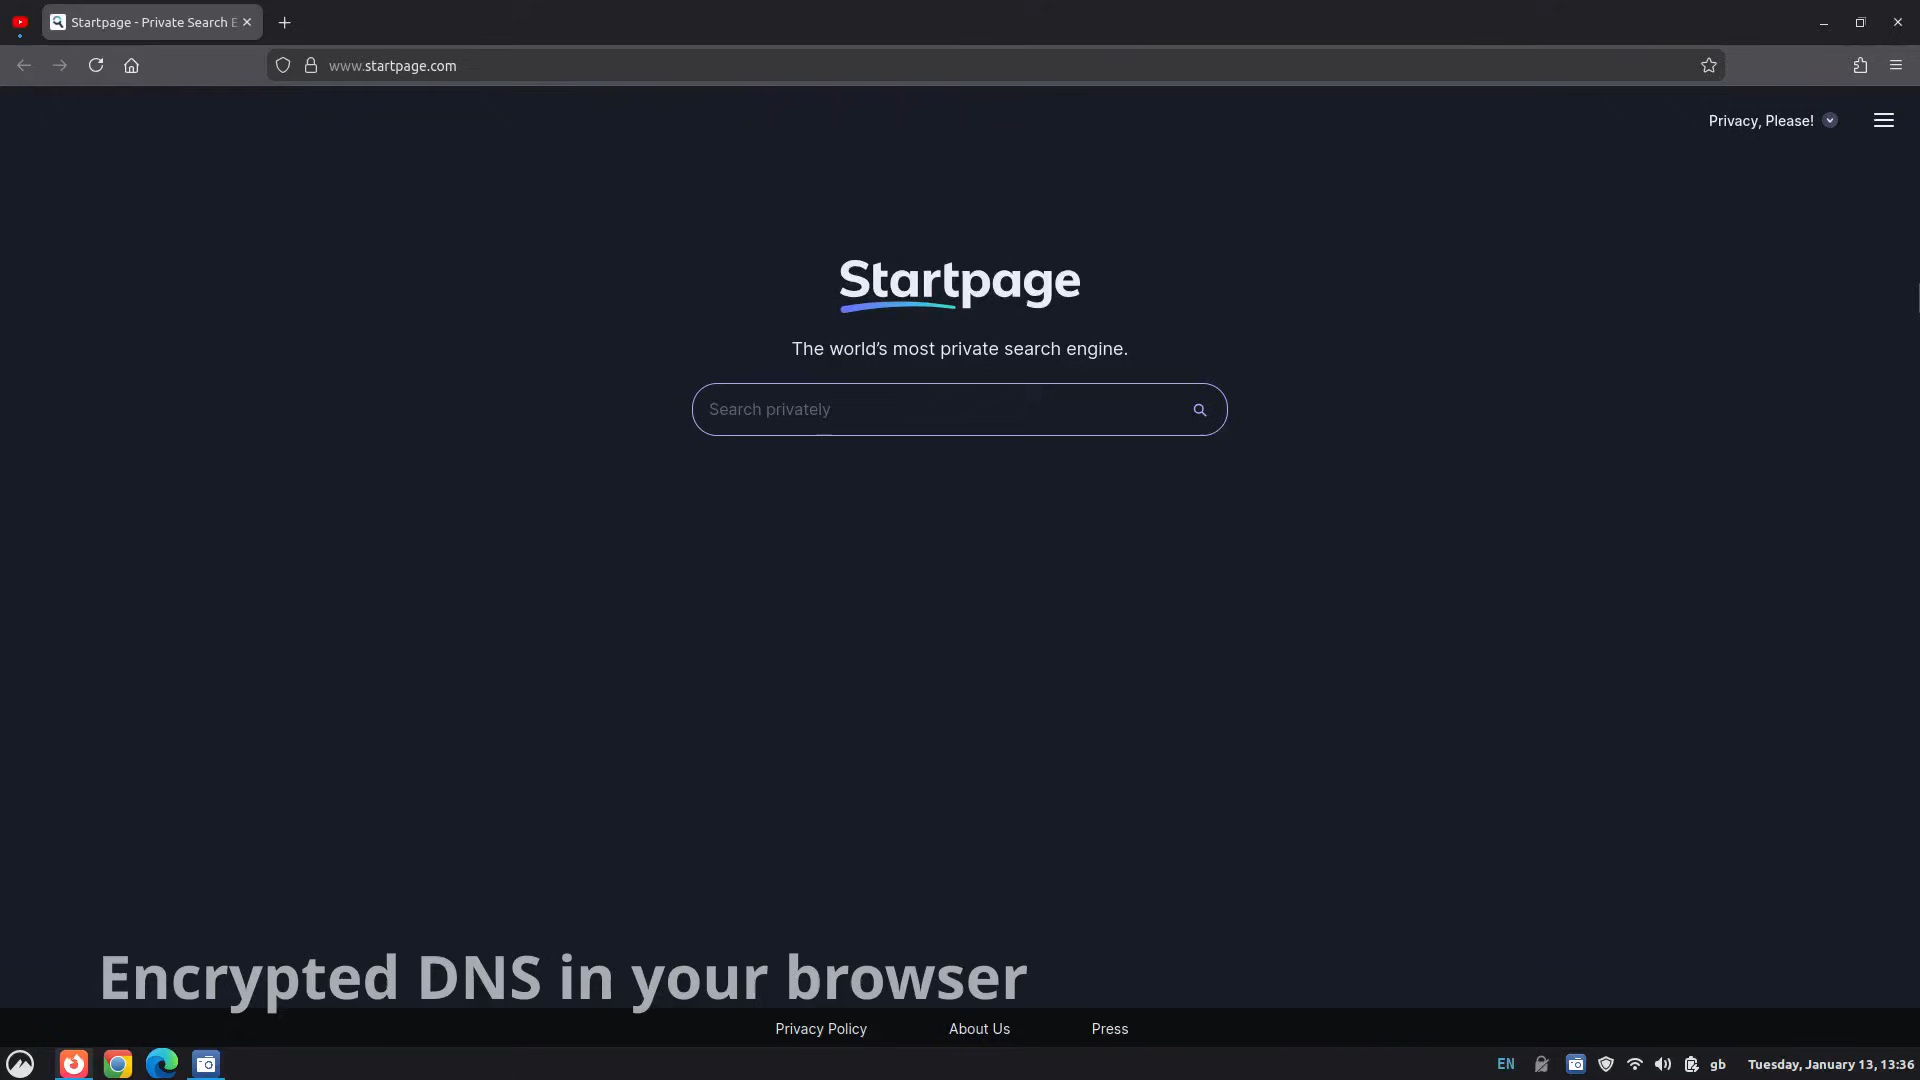 Startpage - Private Search E
www.startpage.com
Privacy, Please!
Startpage
The world’s most private search engine.
Search privately
Encrypted DNS in your browser
Privacy Policy
About Us
Press
EN
gb
Tuesday, January 13, 13:36